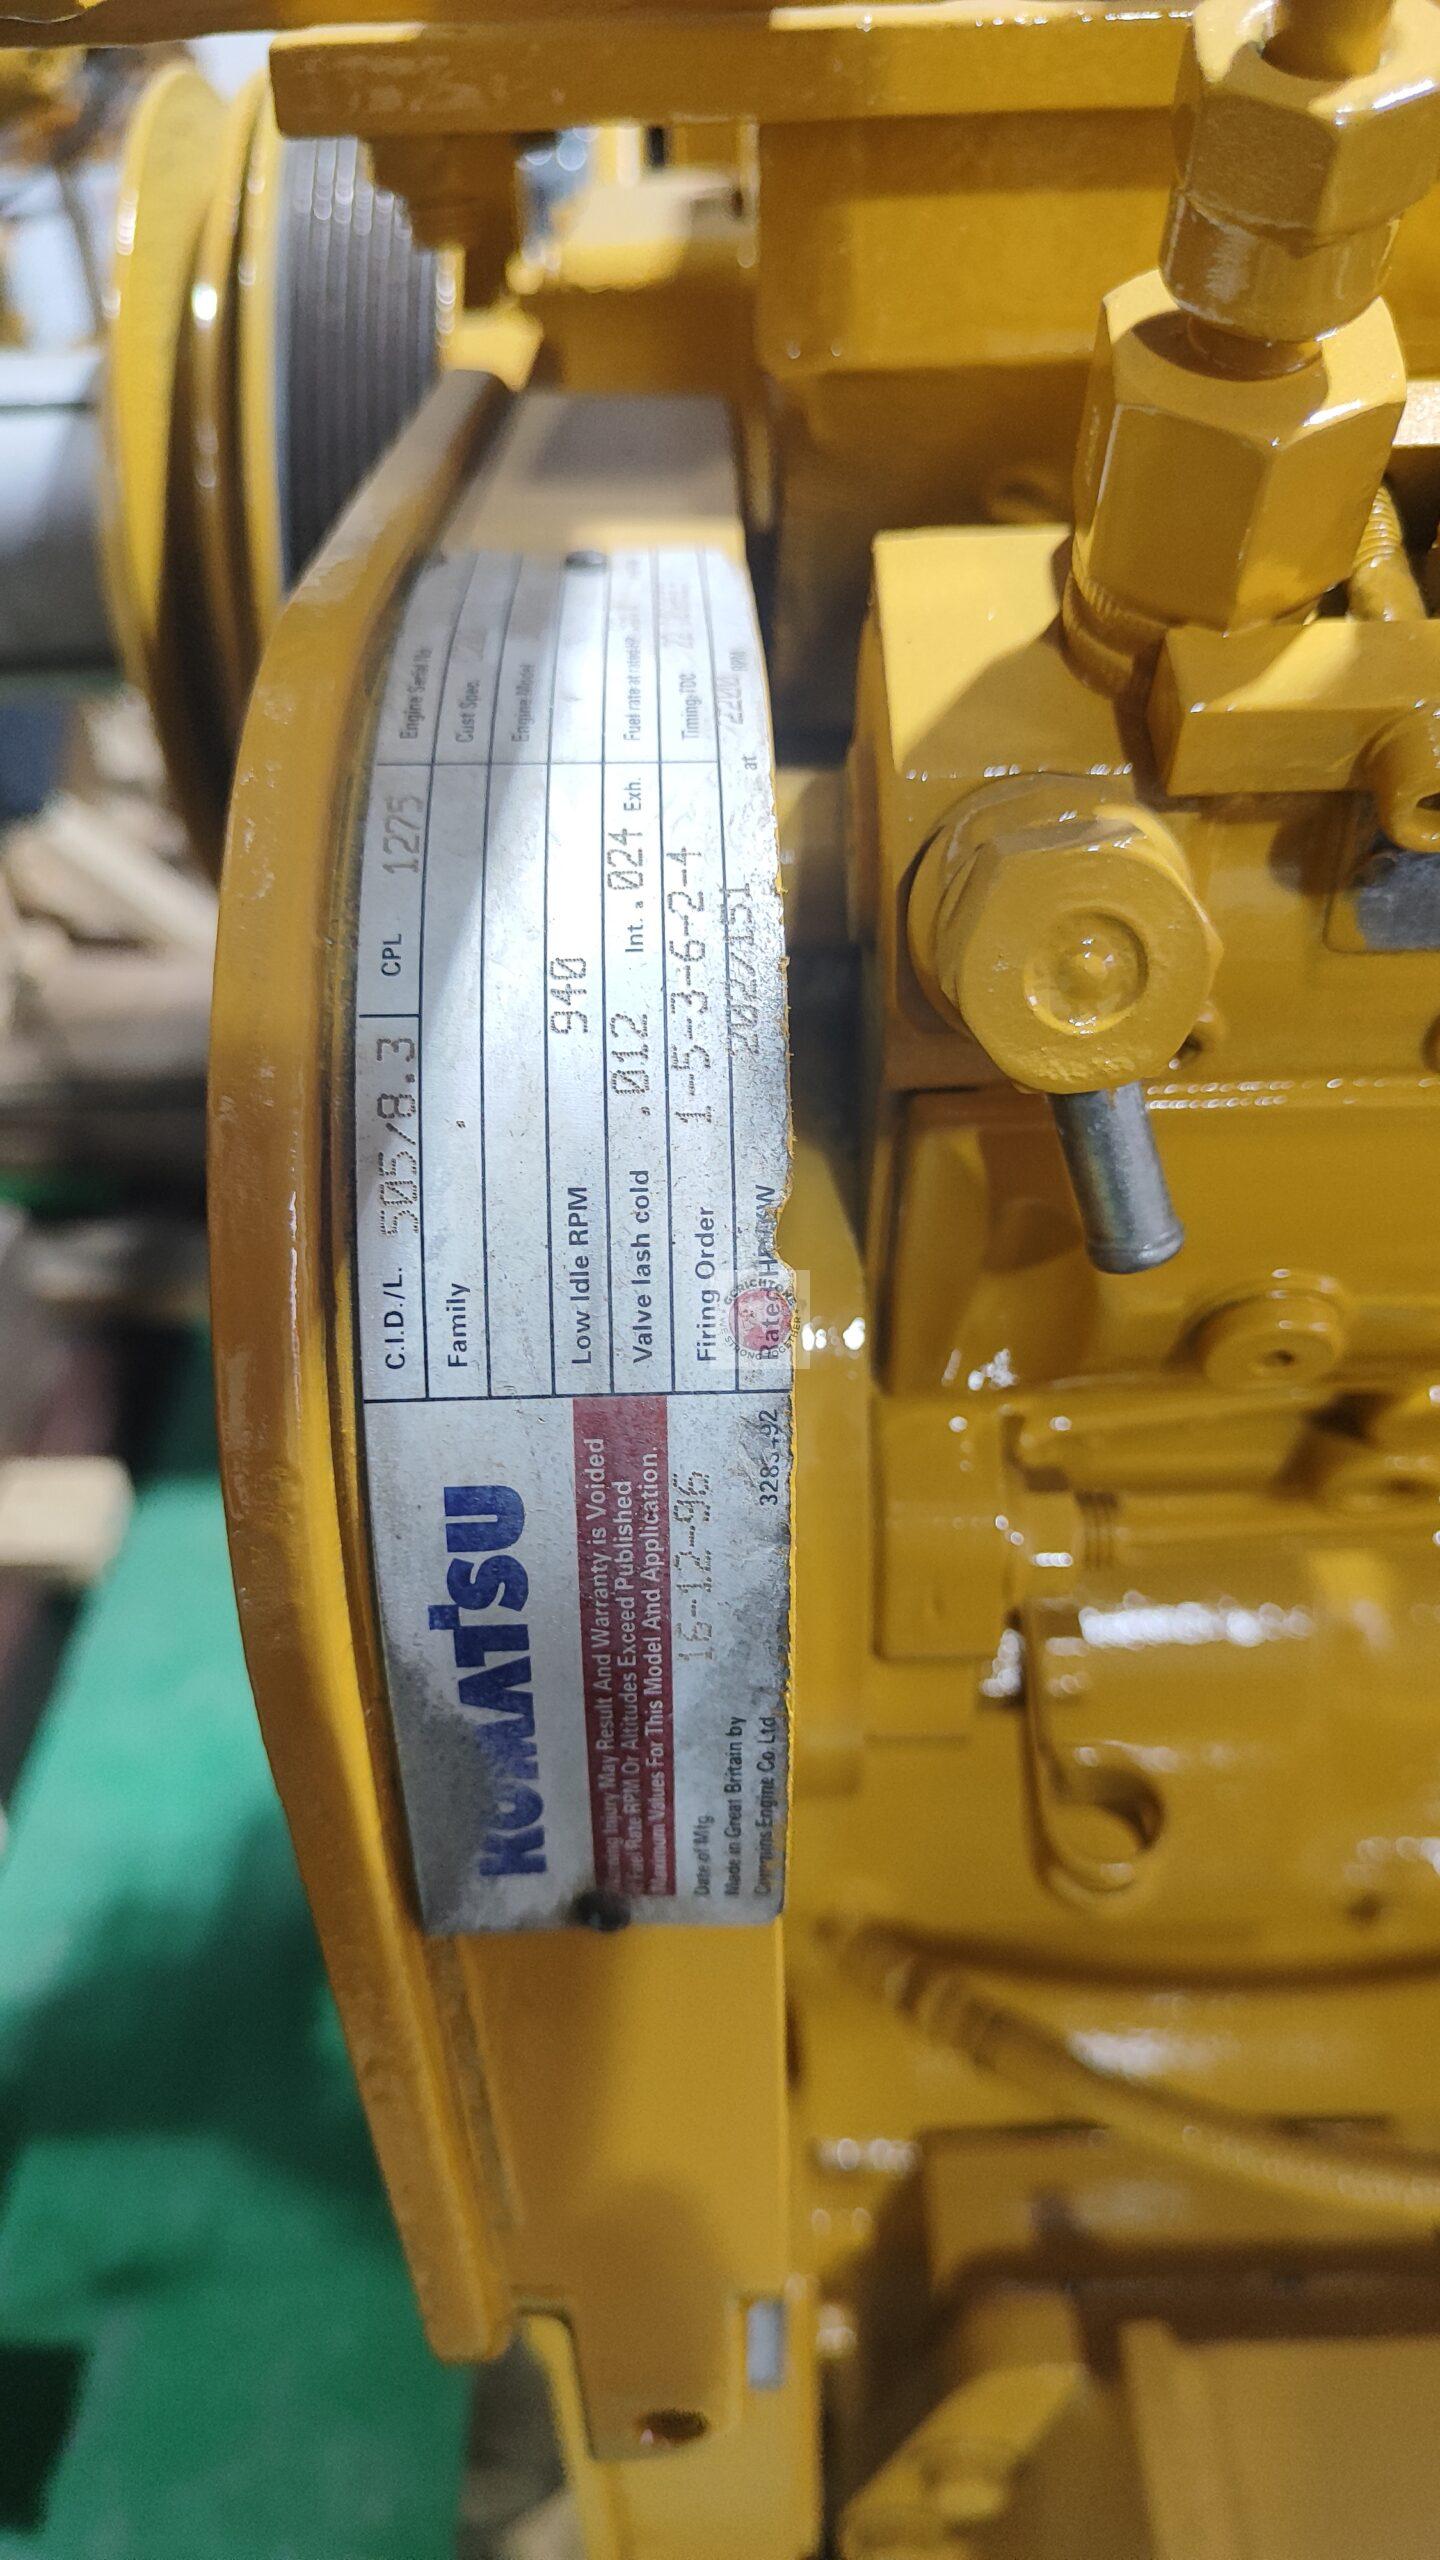 KOMATSU
Injury May Result And Warranty is Voided
Fuel Rate RPM Or Altitudes Exceed Published
Maximum Values For This Model And Application.
Date of Mfg. 16-12-96
Made in Great Britain by
Cummins Engine Co. Ltd.
C.I.D./L. 505/8.3 CPL 1275 Engine Serial No.
Family Cust Spec.
Engine Model
Low Idle RPM 940
Valve lash cold .012 Int. .024 Exh. Fuel rate at rated
Firing Order 1-5-3-6-2-4 Timing-TDC
Rated HP/KW 202/151 at 2200 RPM